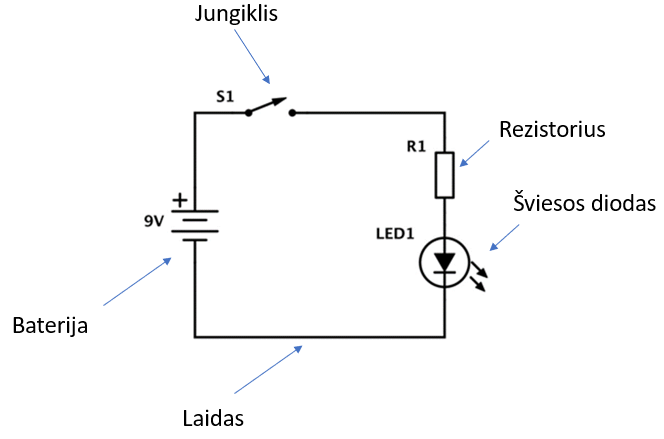 Jungiklis
S1
R1
Rezistorius
+
9V
LED1
Šviesos diodas
Baterija
Laidas